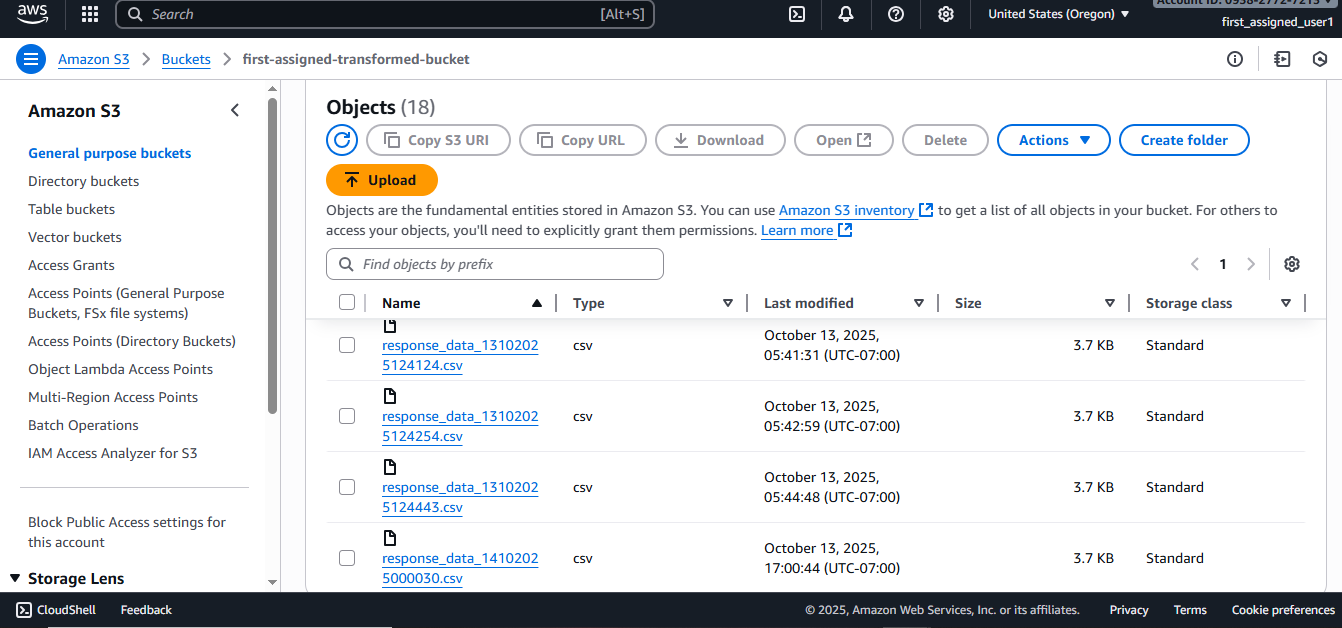 aws
Search
[Alt+S]
United States (Oregon)
first_assigned_user1
Amazon S3
Buckets
first-assigned-transformed-bucket
Amazon S3
General purpose buckets
Directory buckets
Table buckets
Vector buckets
Access Grants
Access Points (General Purpose
Buckets, FSx file systems)
Access Points (Directory Buckets)
Object Lambda Access Points
Multi-Region Access Points
Batch Operations
IAM Access Analyzer for S3
Block Public Access settings for
this account
Storage Lens
Objects (18)
Copy S3 URI
Copy URL
Download
Open
Delete
Actions
Create folder
Upload
Objects are the fundamental entities stored in Amazon S3. You can use Amazon S3 inventory to get a list of all objects in your bucket. For others to
access your objects, you'll need to explicitly grant them permissions. Learn more
Find objects by prefix
1
Name
Type
Last modified
Size
Storage class
response_data_1310202
5124124.csv
csv
October 13, 2025,
05:41:31 (UTC-07:00)
3.7 KB
Standard
response_data_1310202
5124254.csv
csv
October 13, 2025,
05:42:59 (UTC-07:00)
3.7 KB
Standard
response_data_1310202
5124443.csv
csv
October 13, 2025,
05:44:48 (UTC-07:00)
3.7 KB
Standard
response_data_1410202
5000030.csv
csv
October 13, 2025,
17:00:44 (UTC-07:00)
3.7 KB
Standard
CloudShell
Feedback
© 2025, Amazon Web Services, Inc. or its affiliates.
Privacy
Terms
Cookie preferences